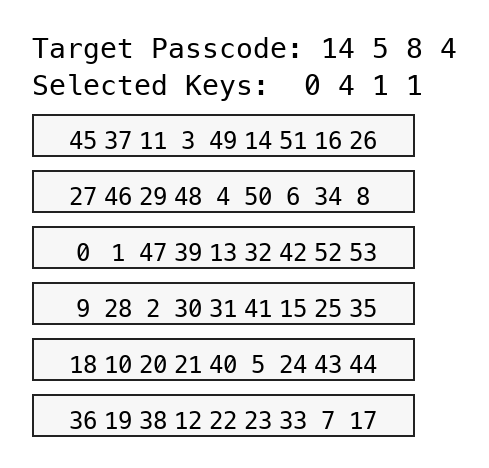 Target Passcode: 14 5 8 4
Selected Keys: 0 4 1 1
45 37 11 3 49 14 51 16 26
27 46 29 48 4 50 6 34 8
0 1 47 39 13 32 42 52 53
9 28 2 30 31 41 15 25 35
18 10 20 21 40 5 24 43 44
36 19 38 12 22 23 33 7 17